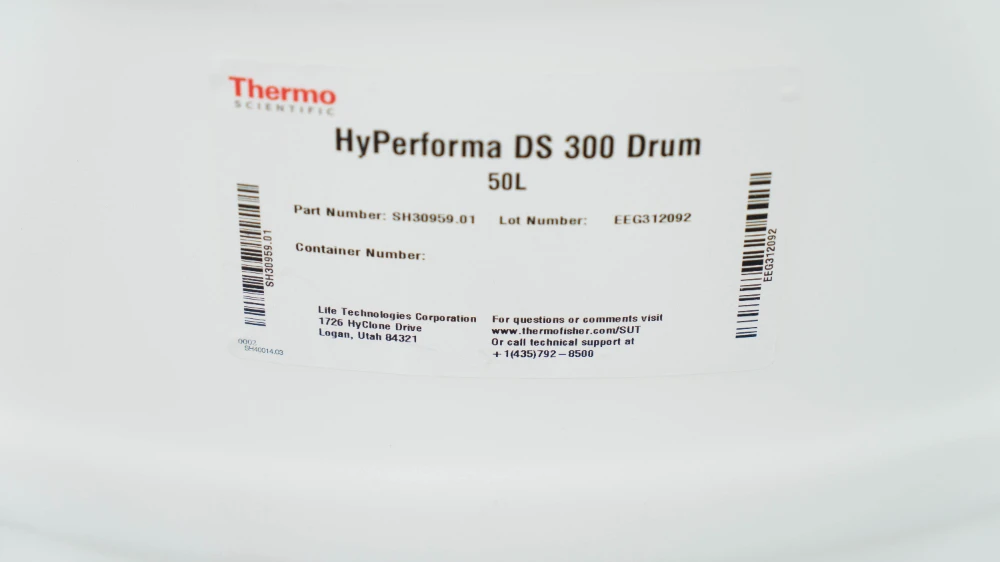 Thermo
SCIENTIFIC
HyPerforma DS 300 Drum
50L
Part Number: SH30959.01 Lot Number: EEG312092
Container Number:
SH30959.01
EEG312092
Life Technologies Corporation
1726 HyClone Drive
Logan, Utah 84321
For questions or comments visit
www.thermofisher.com/SUT
Or call technical support at
+1(435)792-8500
SH40014.03